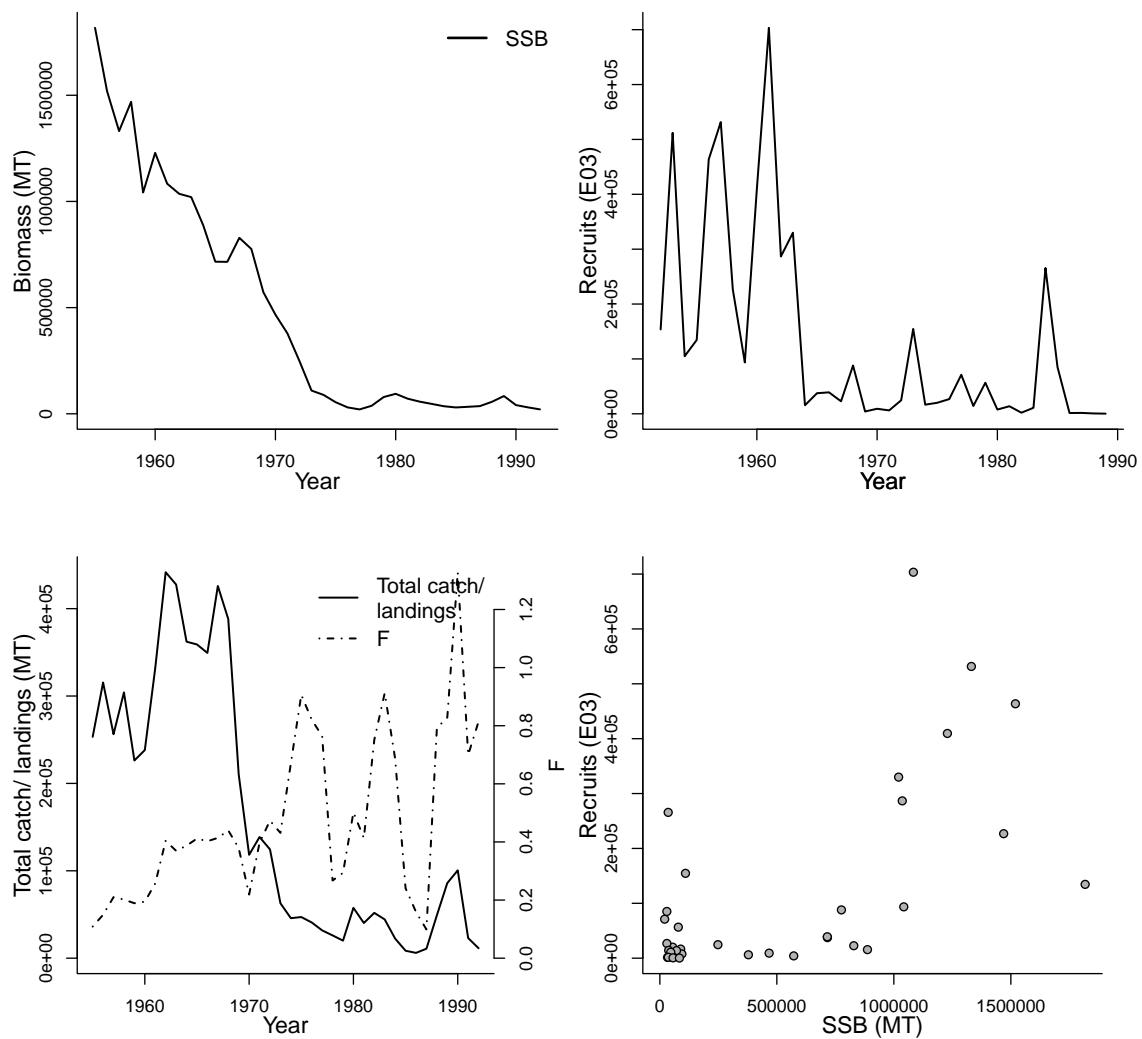 SSB
Biomass (MT)
0
500000
1000000
1500000
1960
1970
1980
1990
Year
Recruits (E03)
0e+00
2e+05
4e+05
6e+05
1960
1970
1980
1990
Year
Total catch/
landings
F
Total catch/ landings (MT)
0e+00
1e+05
2e+05
3e+05
4e+05
0.0
0.2
0.4
0.6
0.8
1.0
1.2
F
1960
1970
1980
1990
Year
Recruits (E03)
0e+00
2e+05
4e+05
6e+05
0
500000
1000000
1500000
SSB (MT)